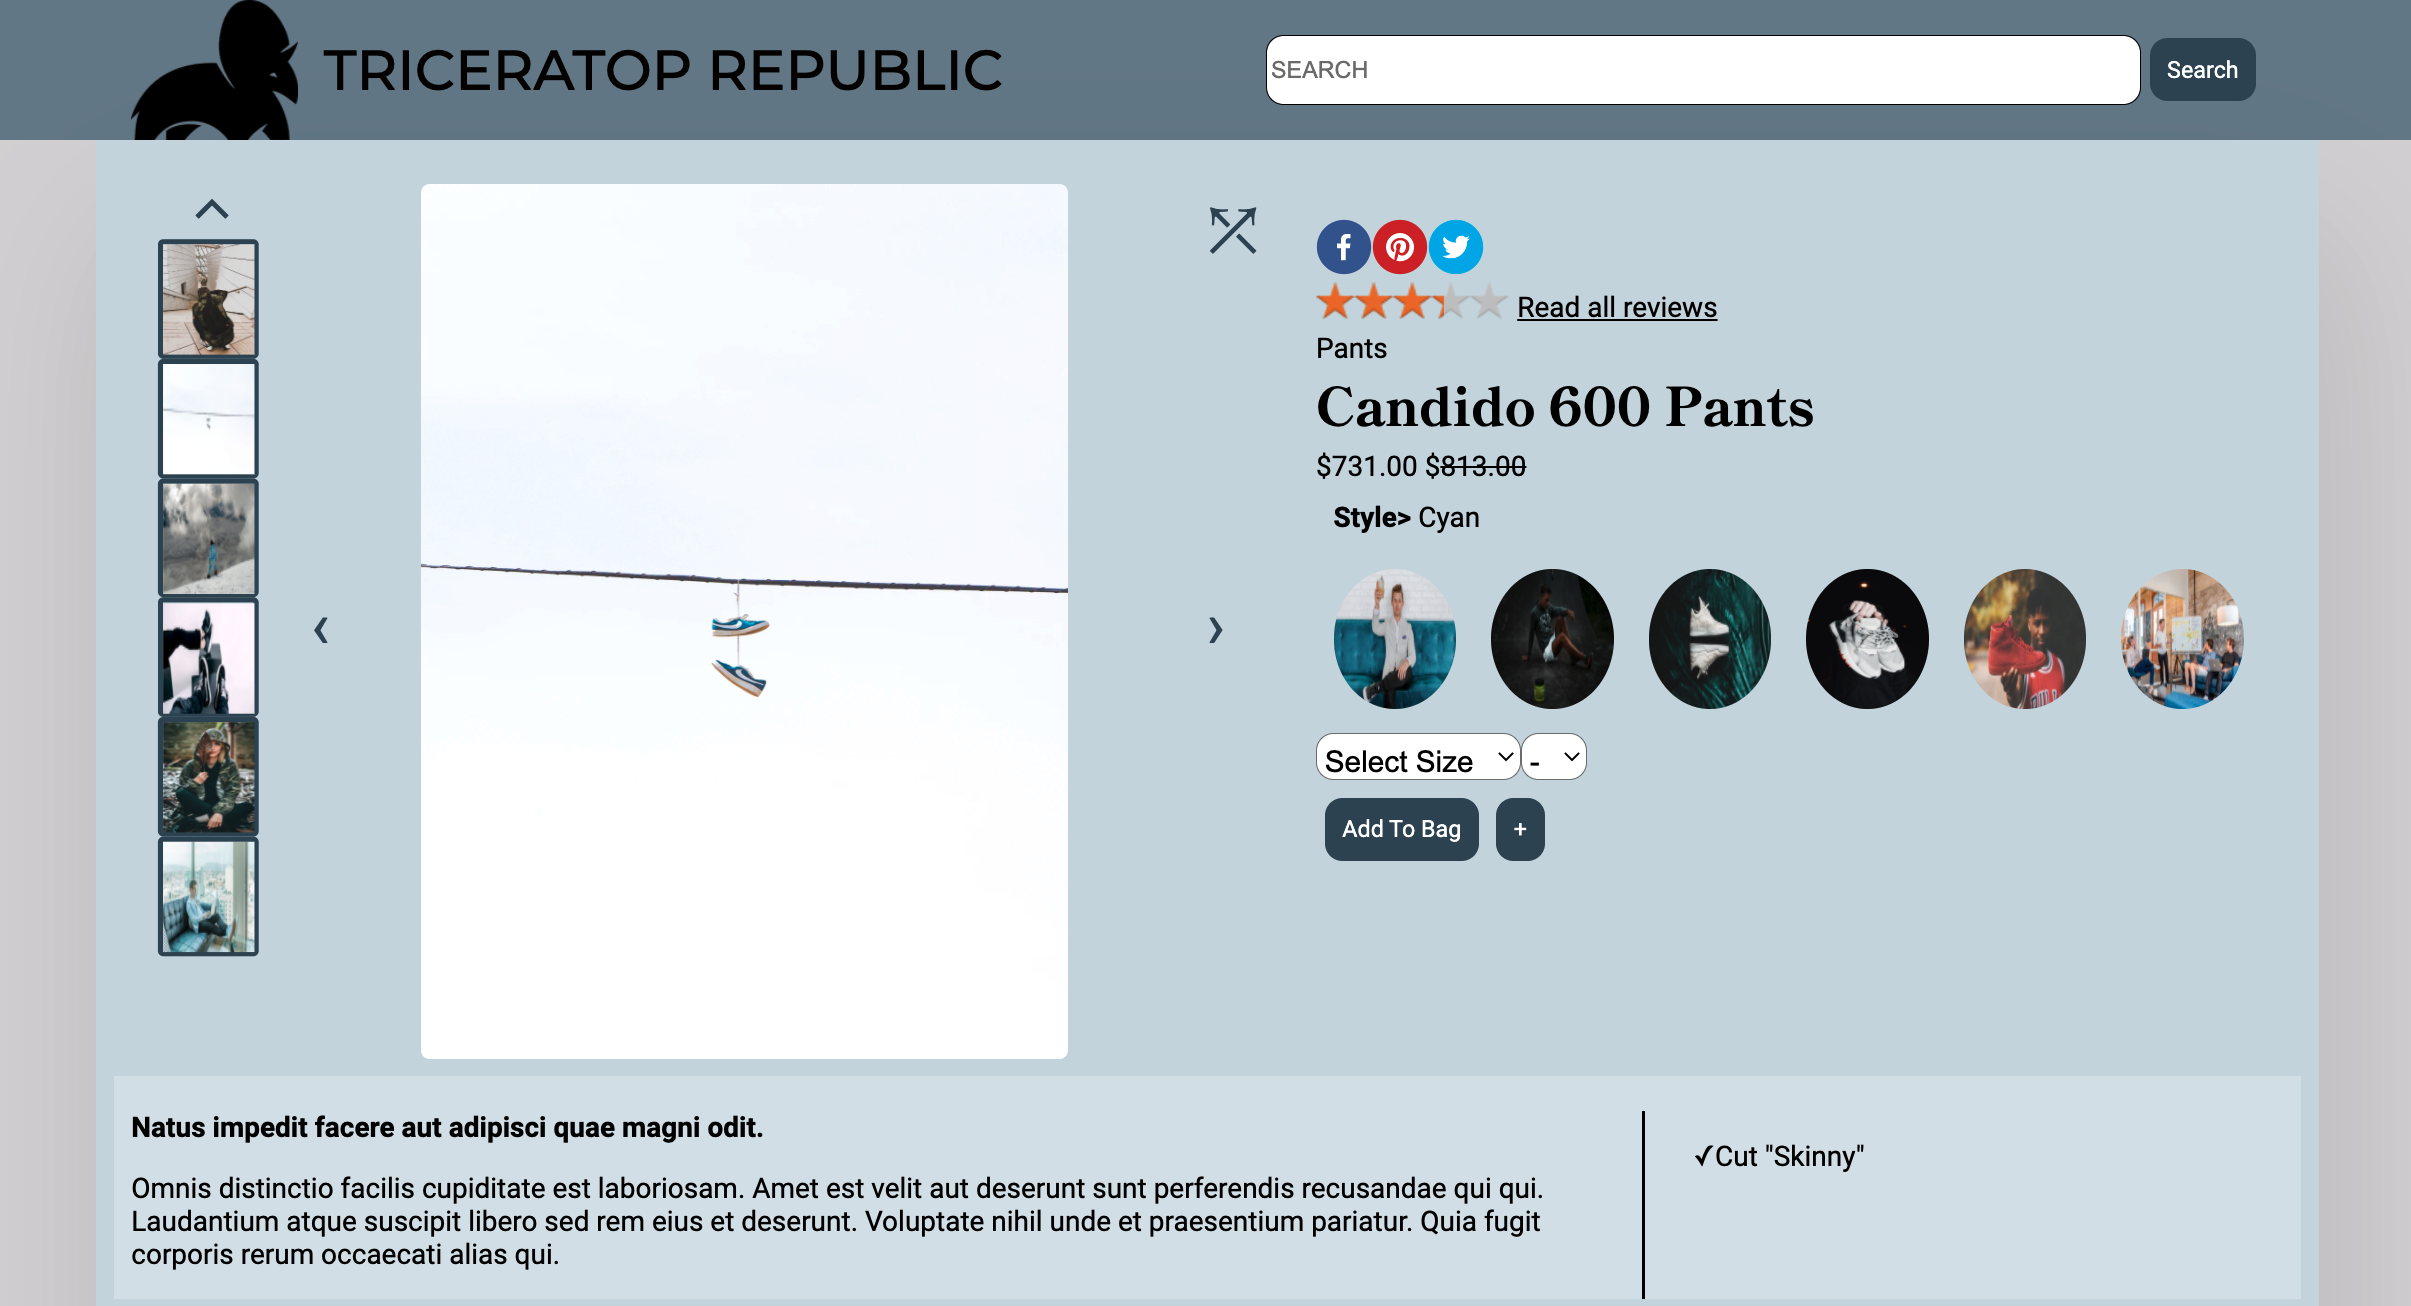 TRICERATOP REPUBLIC
SEARCH
Search
Read all reviews
Pants
Candido 600 Pants
$731.00 $813.00
Style> Cyan
Select Size
-
Add To Bag
+
Natus impedit facere aut adipisci quae magni odit.
Omnis distinctio facilis cupiditate est laboriosam. Amet est velit aut deserunt sunt perferendis recusandae qui qui.
Laudantium atque suscipit libero sed rem eius et deserunt. Voluptate nihil unde et praesentium pariatur. Quia fugit
corporis rerum occaecati alias qui.
✓Cut "Skinny"